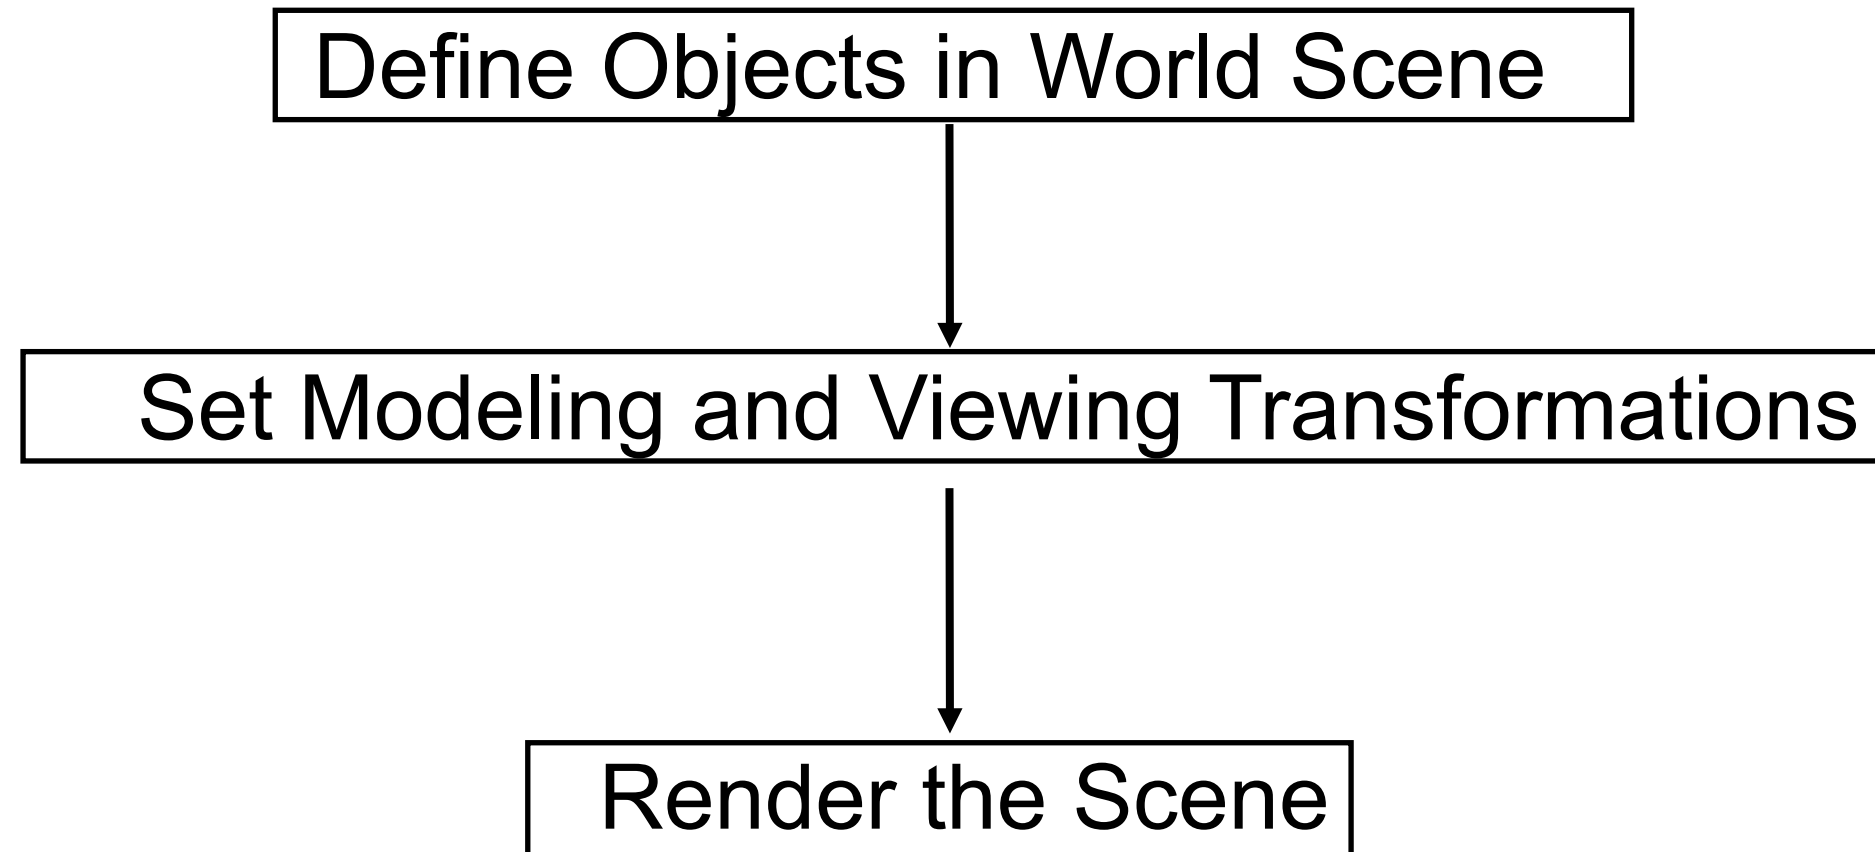 Define Objects in World Scene
Set Modeling and Viewing Transformations
Render the Scene